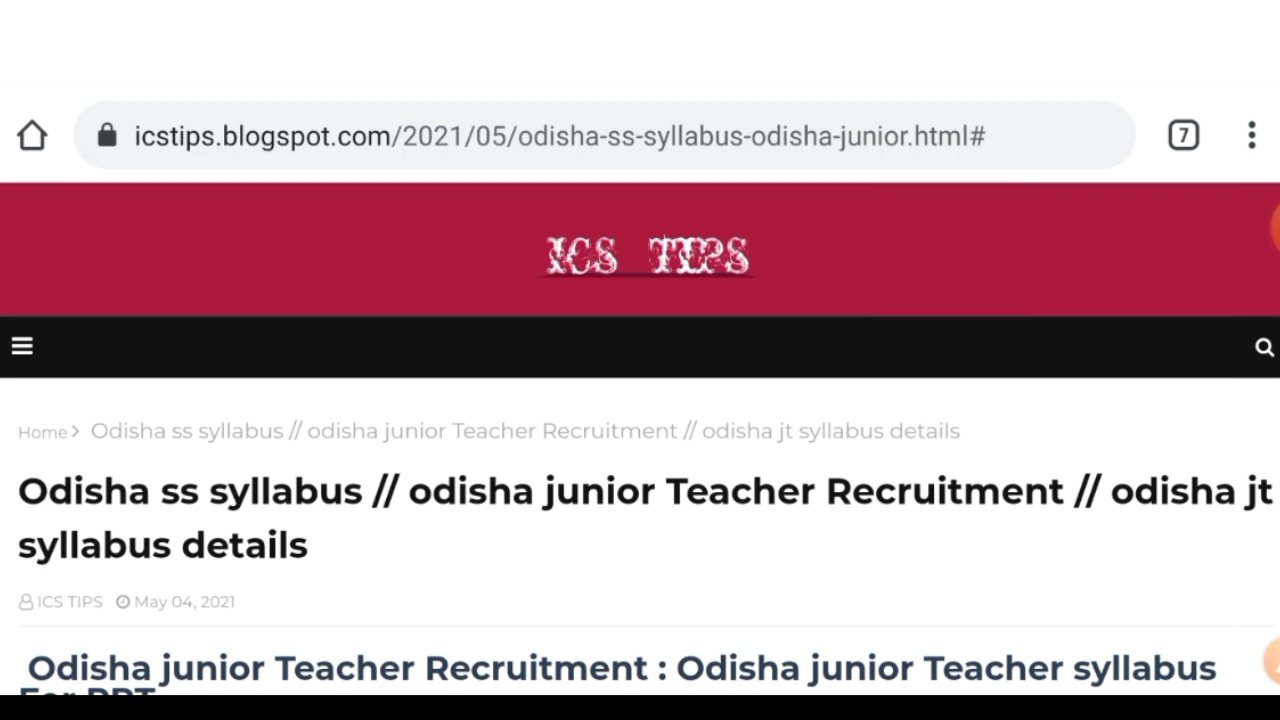 icstips.blogspot.com/2021/05/odisha-ss-syllabus-odisha-junior.html#
7
ICS TIPS
Home > Odisha ss syllabus // odisha junior Teacher Recruitment // odisha jt syllabus details
Odisha ss syllabus // odisha junior Teacher Recruitment // odisha jt
syllabus details
ICS TIPS May 04, 2021
Odisha junior Teacher Recruitment : Odisha junior Teacher syllabus